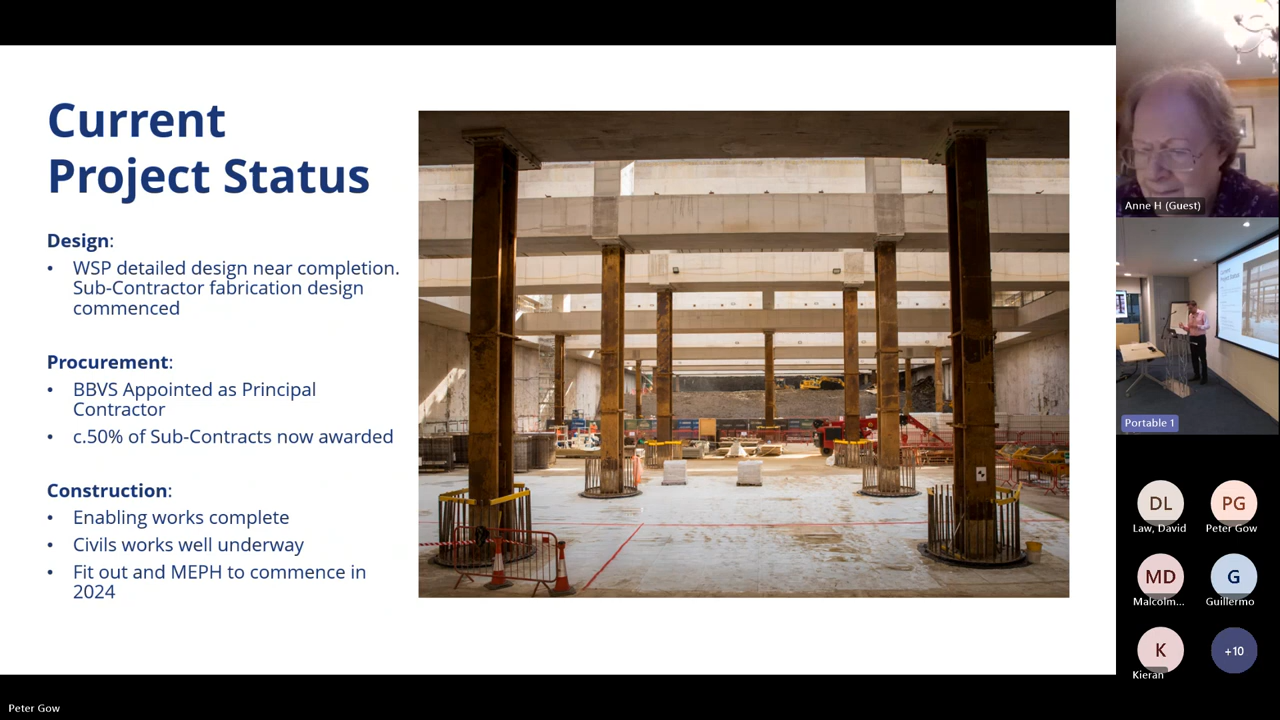 Current
Project Status
Design:
• WSP detailed design near completion.
Sub-Contractor fabrication design
commenced
Procurement:
• BBVS Appointed as Principal
Contractor
• c.50% of Sub-Contracts now awarded
Construction:
• Enabling works complete
• Civils works well underway
• Fit out and MEPH to commence in
2024
Anne H (Guest)
Current
Project Status
Portable 1
DL
Law, David
PG
Peter Gow
MD
Malcolm...
G
Guillermo
K
Kieran
+10
Peter Gow